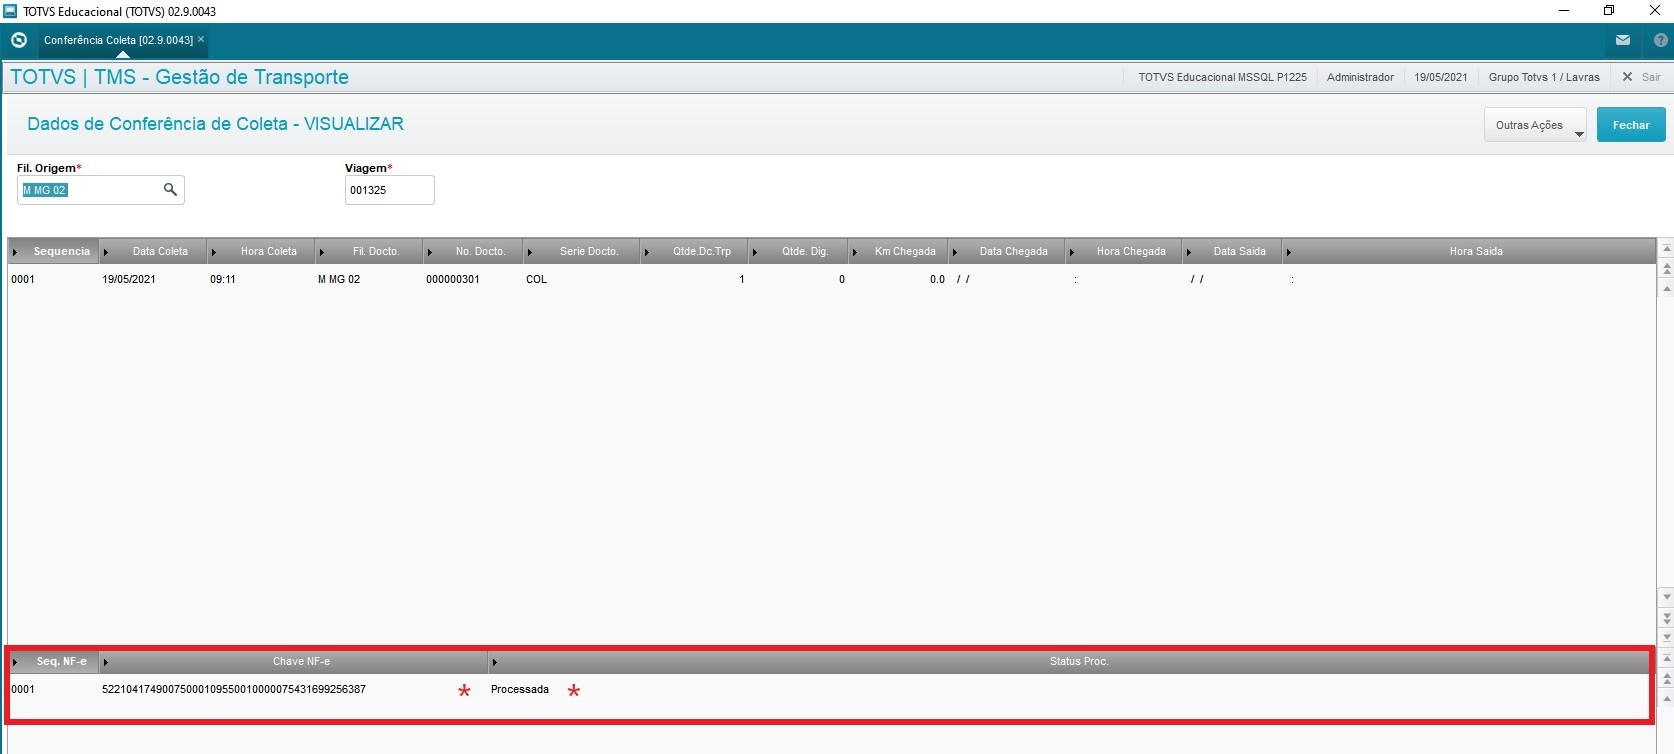 TOTVS Educacional (TOTVS) 02.9.0043
Conferência Coleta [02.9.0043] ×
TOTVS | TMS - Gestão de Transporte TOTVS Educacional MSSQL P1225 Administrador 19/05/2021 Grupo Totvs 1 / Lavras Sair
Dados de Conferência de Coleta - VISUALIZAR Outras Ações Fechar
Fil. Origem* Viagem*
M MG 02 001325
Sequencia Data Coleta Hora Coleta Fil. Docto. No. Docto. Serie Docto. Qtde.Dc.Trp Qtde. Dig. Km Chegada Data Chegada Hora Chegada Data Saida Hora Saida
0001 19/05/2021 09:11 M MG 02 000000301 COL 1 0 0.0 / / : / / :
Seq. NF-e Chave NF-e Status Proc.
0001 52210417490075000109550010000075431699256387 * Processada *